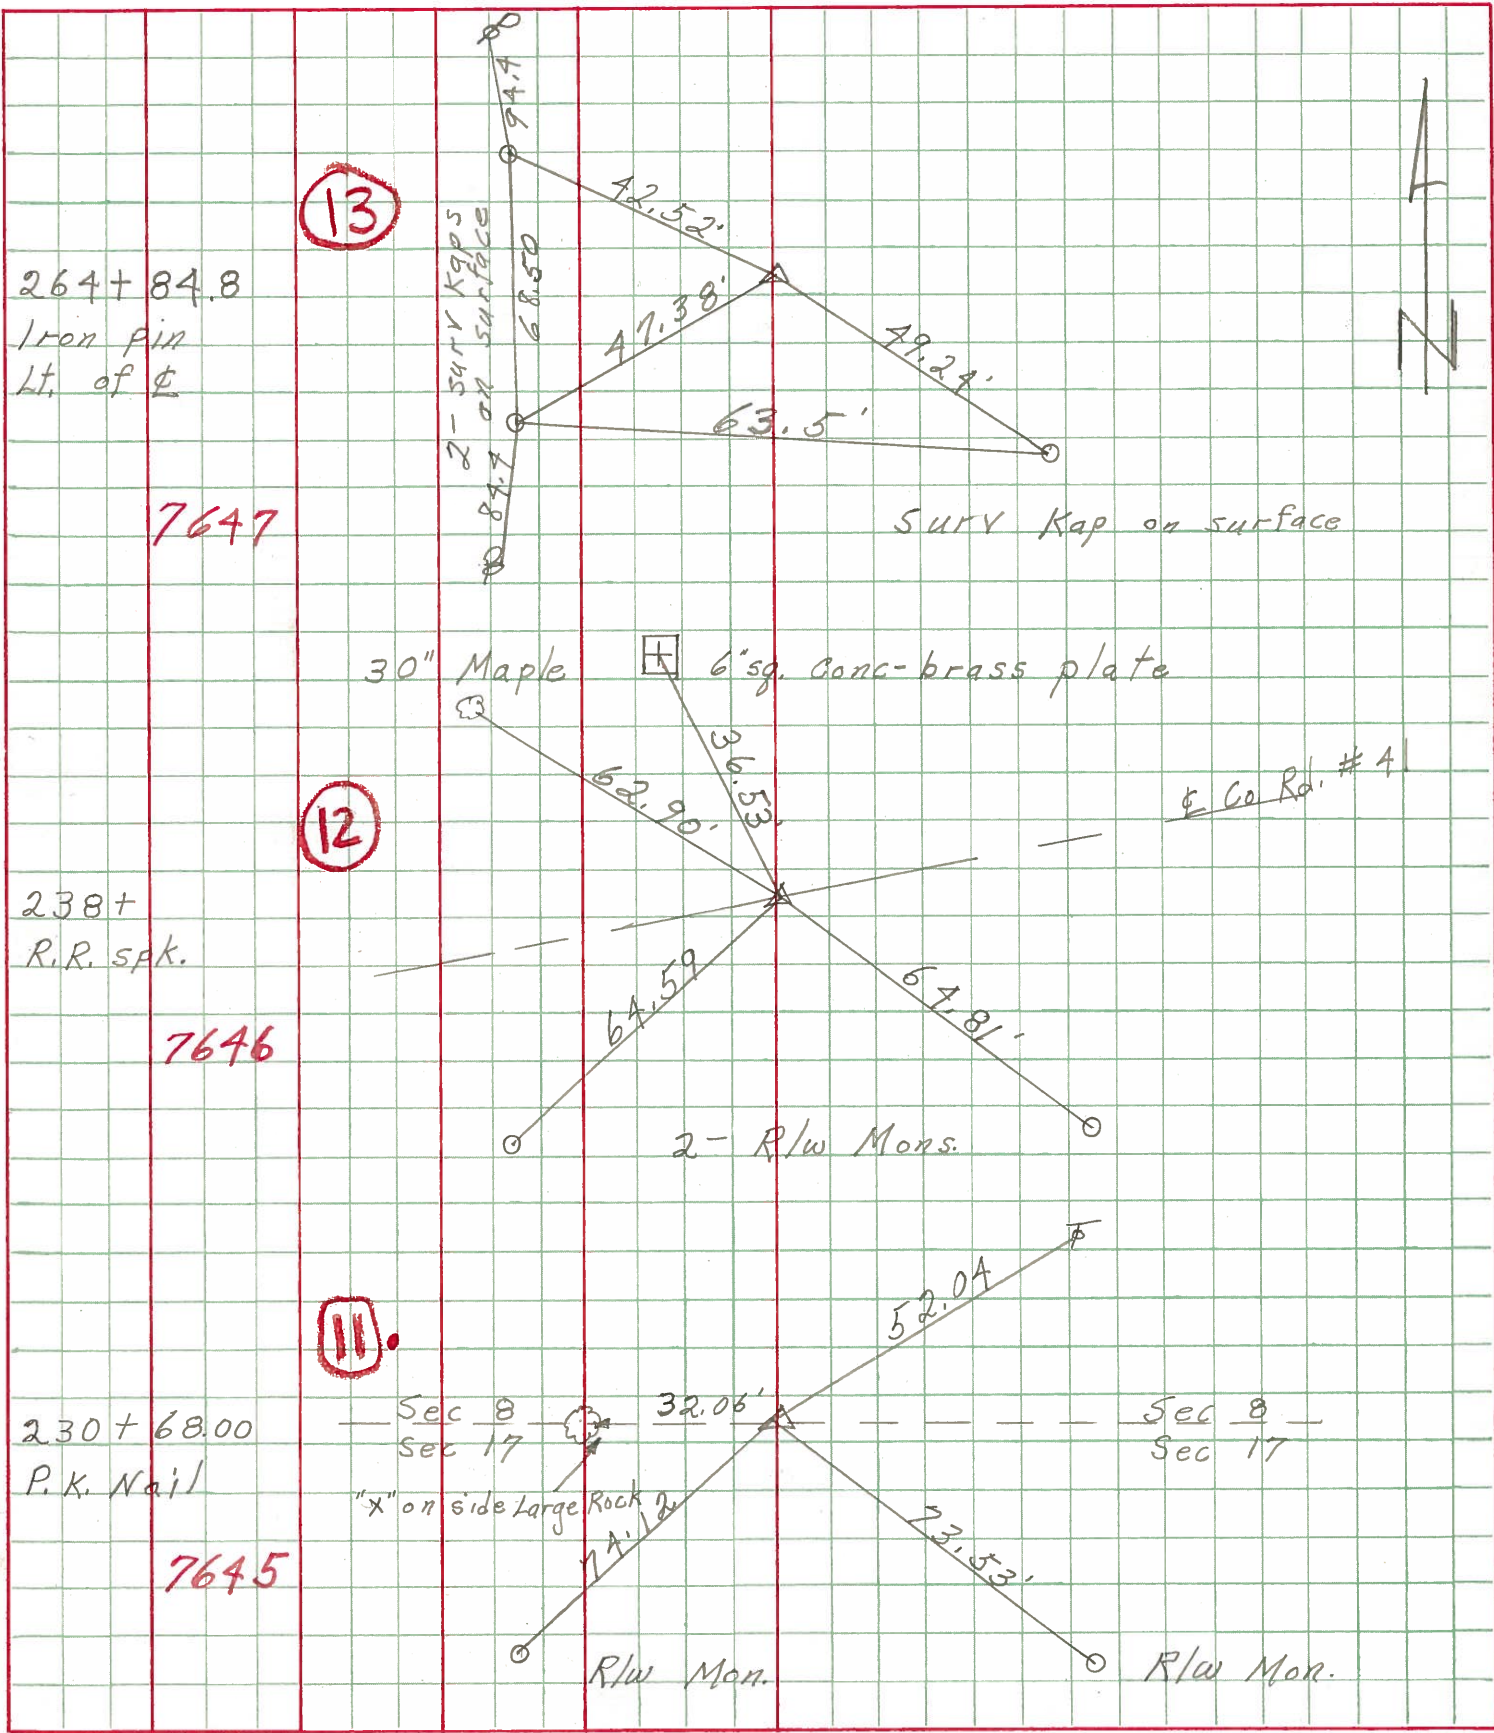 94.4
13
42.52'
2- surv Kaps
on surface
68.50
264+84.8
Iron pin
Lt. of ℄
47.38'
49.24'
63.5'
84.4
7647
Surv Kap on surface
30" Maple
6"sq. Conc-brass plate
36.53'
62.90'
℄ Co Rd. #41
12
238+
R.R. spk.
64.59
64.81'
7646
2- R/w Mons.
52.04
11.
230+68.00
P.K. Nail
Sec 8
Sec 17
32.06'
Sec 8
Sec 17
"x" on side Large Rock
74.12
73.53'
7645
R/w Mon.
R/w Mon.
N